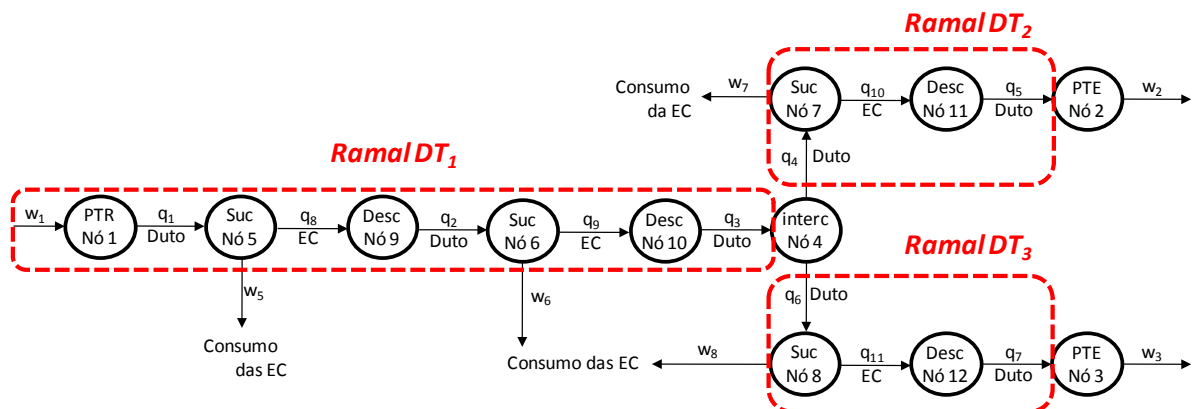 Ramal DT₂
Consumo
da EC
w₇
Suc
Nó 7
q₁₀
EC
Desc
Nó 11
q₅
Duto
PTE
Nó 2
w₂
q₄
Duto
Ramal DT₁
w₁
PTR
Nó 1
q₁
Duto
Suc
Nó 5
q₈
EC
Desc
Nó 9
q₂
Duto
Suc
Nó 6
q₉
EC
Desc
Nó 10
q₃
Duto
interc
Nó 4
w₅
Consumo
das EC
w₆
Consumo das EC
Ramal DT₃
q₆
Duto
w₈
Suc
Nó 8
q₁₁
EC
Desc
Nó 12
q₇
Duto
PTE
Nó 3
w₃